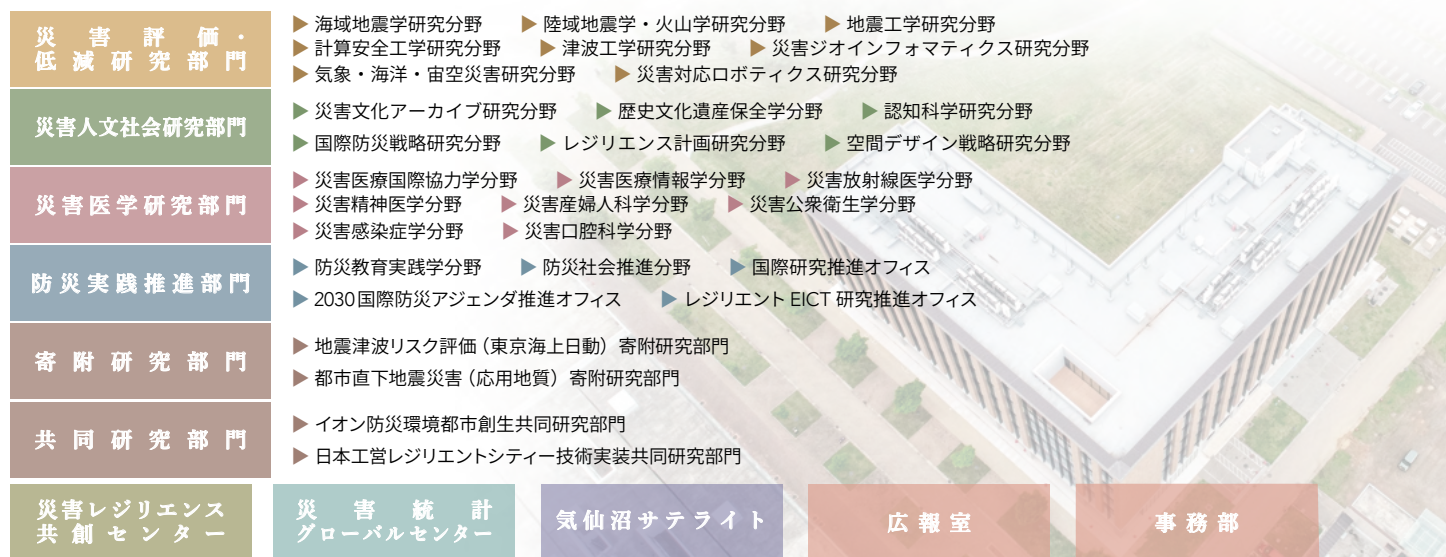 災害評価・
低減研究部門
▶海域地震学研究分野 ▶陸域地震学・火山学研究分野 ▶地震工学研究分野
▶計算安全工学研究分野 ▶津波工学研究分野 ▶災害ジオインフォマティクス研究分野
▶気象・海洋・宙空災害研究分野 ▶災害対応ロボティクス研究分野
災害人文社会研究部門
▶災害文化アーカイブ研究分野 ▶歴史文化遺産保全学分野 ▶認知科学研究分野
▶国際防災戦略研究分野 ▶レジリエンス計画研究分野 ▶空間デザイン戦略研究分野
災害医学研究部門
▶災害医療国際協力学分野 ▶災害医療情報学分野 ▶災害放射線医学分野
▶災害精神医学分野 ▶災害産婦人科学分野 ▶災害公衆衛生学分野
▶災害感染症学分野 ▶災害口腔科学分野
防災実践推進部門
▶防災教育実践学分野 ▶防災社会推進分野 ▶国際研究推進オフィス
▶2030国際防災アジェンダ推進オフィス ▶レジリエント EICT 研究推進オフィス
寄附研究部門
▶地震津波リスク評価（東京海上日動）寄附研究部門
▶都市直下地震災害（応用地質）寄附研究部門
共同研究部門
▶イオン防災環境都市創生共同研究部門
▶日本工営レジリエントシティー技術実装共同研究部門
災害レジリエンス
共創センター
災害統計
グローバルセンター
気仙沼サテライト
広報室
事務部